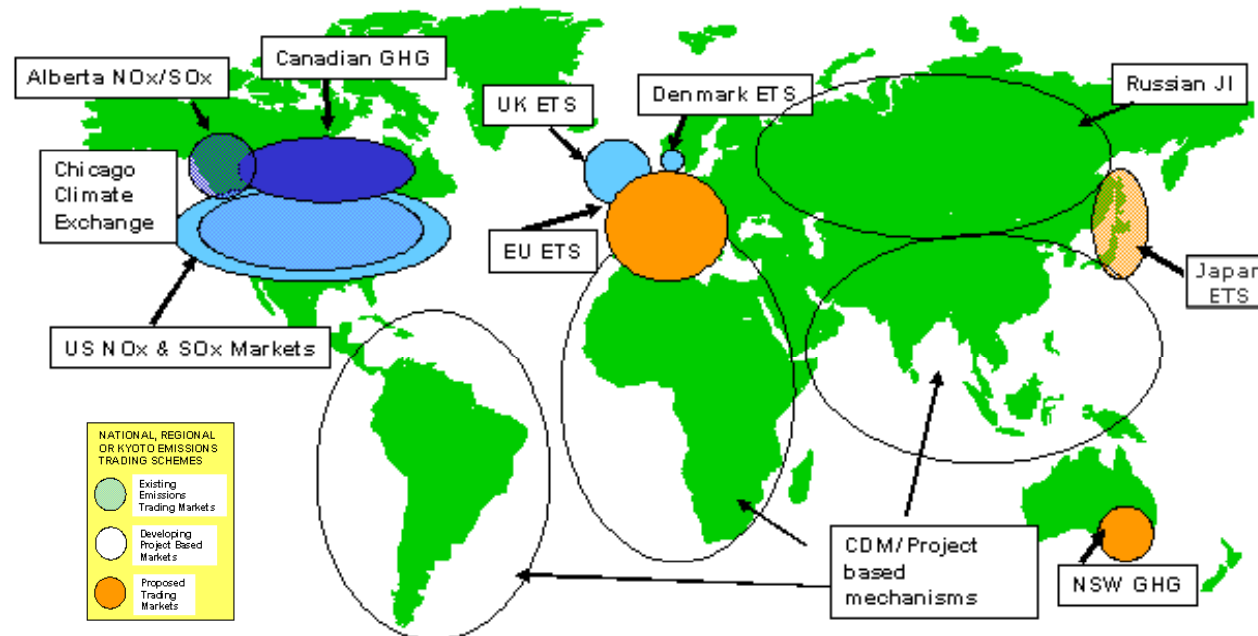 Canadian GHG
Alberta NOx/SOx
UK ETS
Denmark ETS
Russian JI
Chicago
Climate
Exchange
EU ETS
Japan
ETS
US NOx & SOx Markets
NATIONAL, REGIONAL
OR KYOTO EMISSIONS
TRADING SCHEMES
Existing
Emissions
Trading Markets
Developing
Project Based
Markets
Proposed
Trading
Markets
CDM/Project
based
mechanisms
NSW GHG